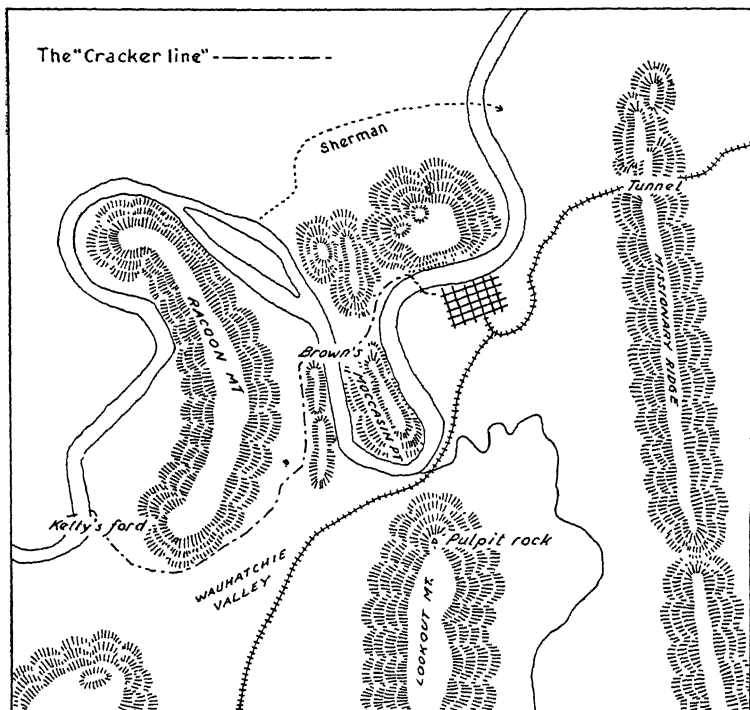 The "Cracker line"
Sherman
Tunnel
RACOON MT
MISSIONARY RIDGE
Brown's
MOCCASIN PT
Kelly's ford
Pulpit rock
WAUHATCHIE
VALLEY
LOOKOUT MT.